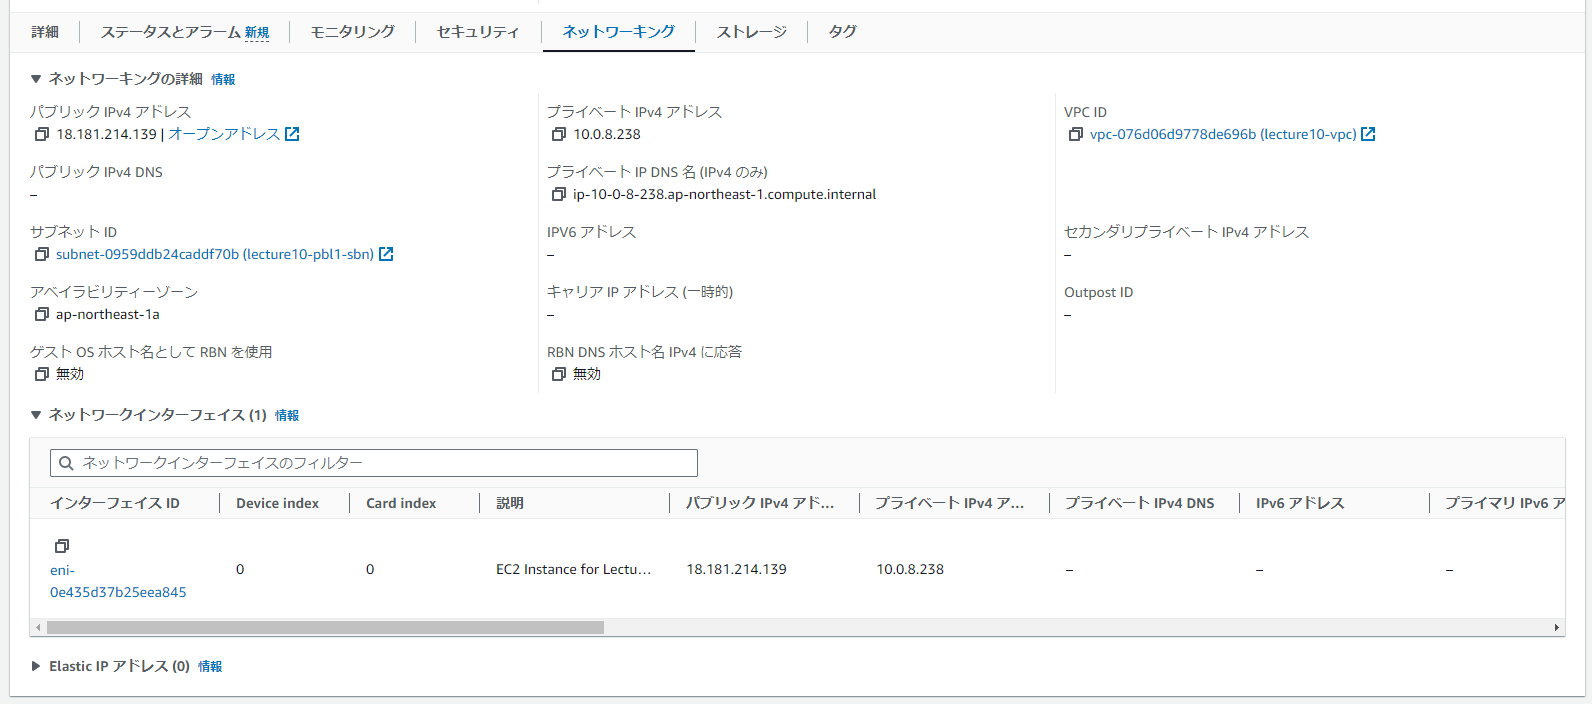 詳細 ステータスとアラーム 新規 モニタリング セキュリティ ネットワーキング ストレージ タグ
▼ ネットワーキングの詳細 情報
パブリック IPv4 アドレス
18.181.214.139 | オープンアドレス
プライベート IPv4 アドレス
10.0.8.238
VPC ID
vpc-076d06d9778de696b (lecture10-vpc)
パブリック IPv4 DNS
–
プライベート IP DNS 名 (IPv4 のみ)
ip-10-0-8-238.ap-northeast-1.compute.internal
サブネット ID
subnet-0959ddb24caddf70b (lecture10-pbl1-sbn)
IPV6 アドレス
–
セカンダリプライベート IPv4 アドレス
–
アベイラビリティーゾーン
ap-northeast-1a
キャリア IP アドレス (一時的)
–
Outpost ID
–
ゲスト OS ホスト名として RBN を使用
無効
RBN DNS ホスト名 IPv4 に応答
無効
▼ ネットワークインターフェイス (1) 情報
ネットワークインターフェイスのフィルター
インターフェイス ID Device index Card index 説明 パブリック IPv4 アド... プライベート IPv4 ア... プライベート IPv4 DNS IPv6 アドレス プライマリ IPv6 ア
eni-
0e435d37b25eea845 0 0 EC2 Instance for Lectu... 18.181.214.139 10.0.8.238 – – –
▶ Elastic IP アドレス (0) 情報